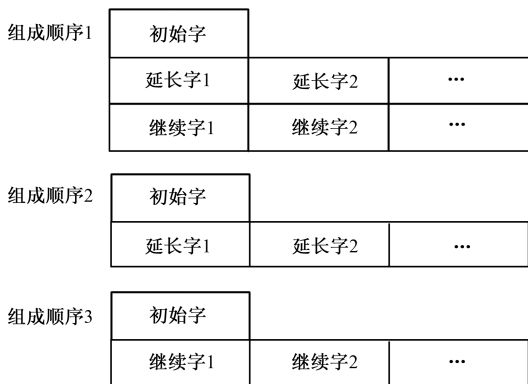 组成顺序1 初始字
延长字1 延长字2 ...
继续字1 继续字2 ...
组成顺序2 初始字
延长字1 延长字2 ...
组成顺序3 初始字
继续字1 继续字2 ...